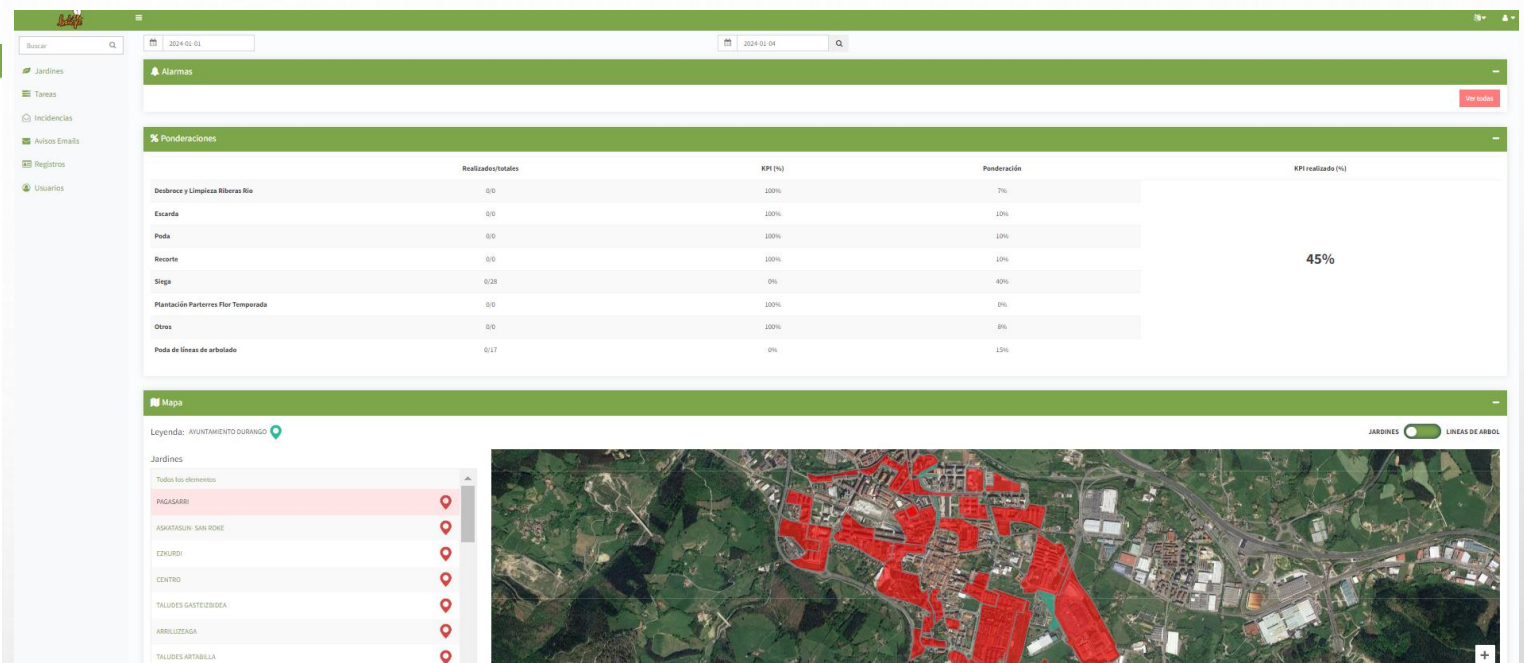 Lurdeia
Buscar
2024-01-01
2024-01-04
Jardines
Tareas
Incidencias
Avisos Emails
Registros
Usuarios
Alarmas
Ver todas
Ponderaciones
Realizados/totales KPI (%) Ponderación KPI realizado (%)
Desbroce y Limpieza Riberas Rio 0/0 100% 7%
Escarda 0/0 100% 10%
Poda 0/0 100% 10%
Recorte 0/0 100% 10%
Siega 0/28 0% 40%
Plantación Parterres Flor Temporada 0/0 100% 0%
Otros 0/0 100% 8%
Poda de líneas de arbolado 0/17 0% 15%
45%
Mapa
Leyenda: AYUNTAMIENTO DURANGO
JARDINES LINEAS DE ARBOL
Jardines
Todos los elementos
PAGASARRI
ASKATASUN- SAN ROKE
EZKURDI
CENTRO
TALUDES GASTEIZBIDEA
ARRILUZEAGA
TALUDES ARTABILLA
+